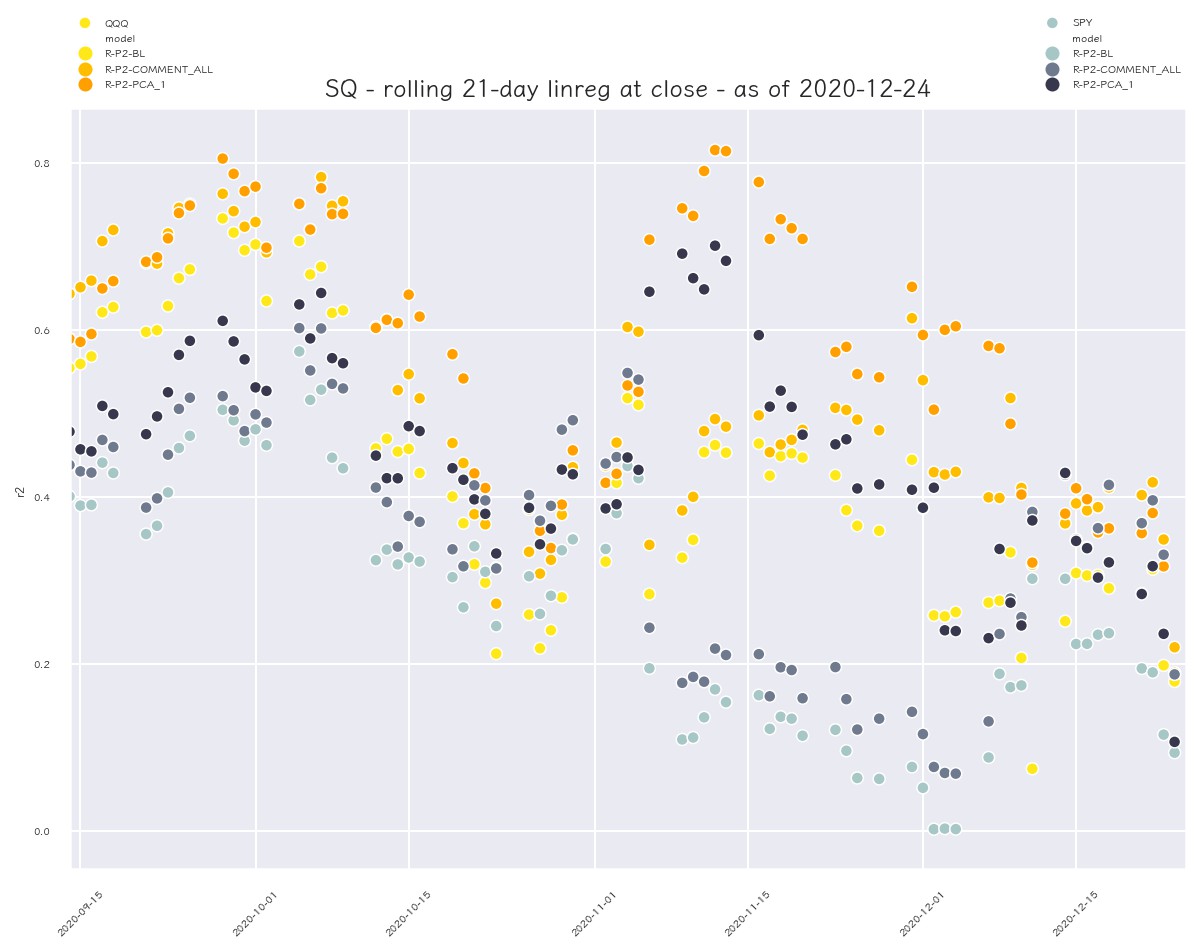 QQQ
model
R-P2-BL
R-P2-COMMENT_ALL
R-P2-PCA_1
SPY
model
R-P2-BL
R-P2-COMMENT_ALL
R-P2-PCA_1
SQ - rolling 21-day linreg at close - as of 2020-12-24
0.8
0.6
0.4
0.2
0.0
r2
2020-09-15
2020-10-01
2020-10-15
2020-11-01
2020-11-15
2020-12-01
2020-12-15